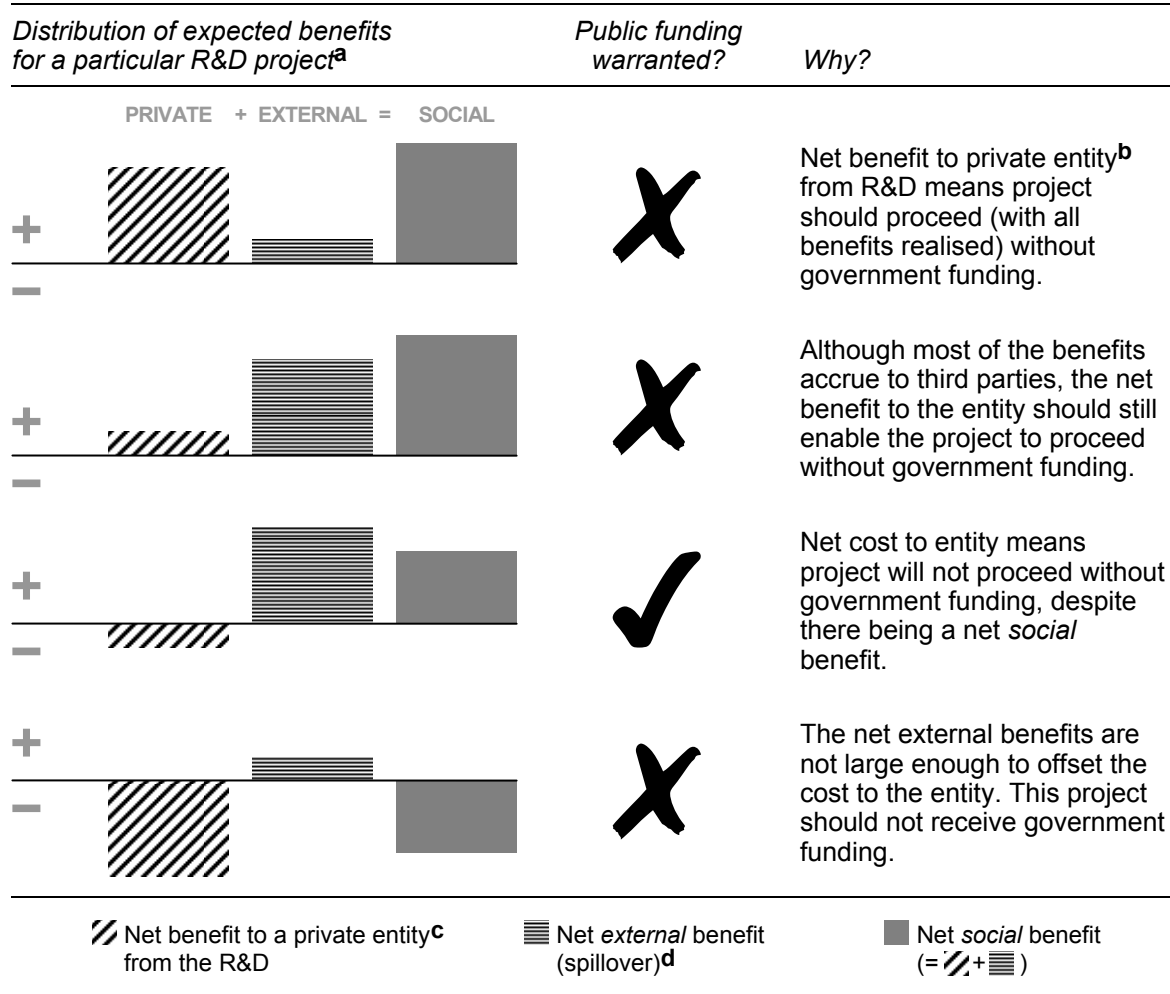 Distribution of expected benefits
for a particular R&D projecta
Public funding
warranted?
Why?
PRIVATE + EXTERNAL = SOCIAL
+
−
Net benefit to private entityb
from R&D means project
should proceed (with all
benefits realised) without
government funding.
+
−
Although most of the benefits
accrue to third parties, the net
benefit to the entity should still
enable the project to proceed
without government funding.
+
−
Net cost to entity means
project will not proceed without
government funding, despite
there being a net social
benefit.
+
−
The net external benefits are
not large enough to offset the
cost to the entity. This project
should not receive government
funding.
Net benefit to a private entityc
from the R&D
Net external benefit
(spillover)d
Net social benefit
(= + )